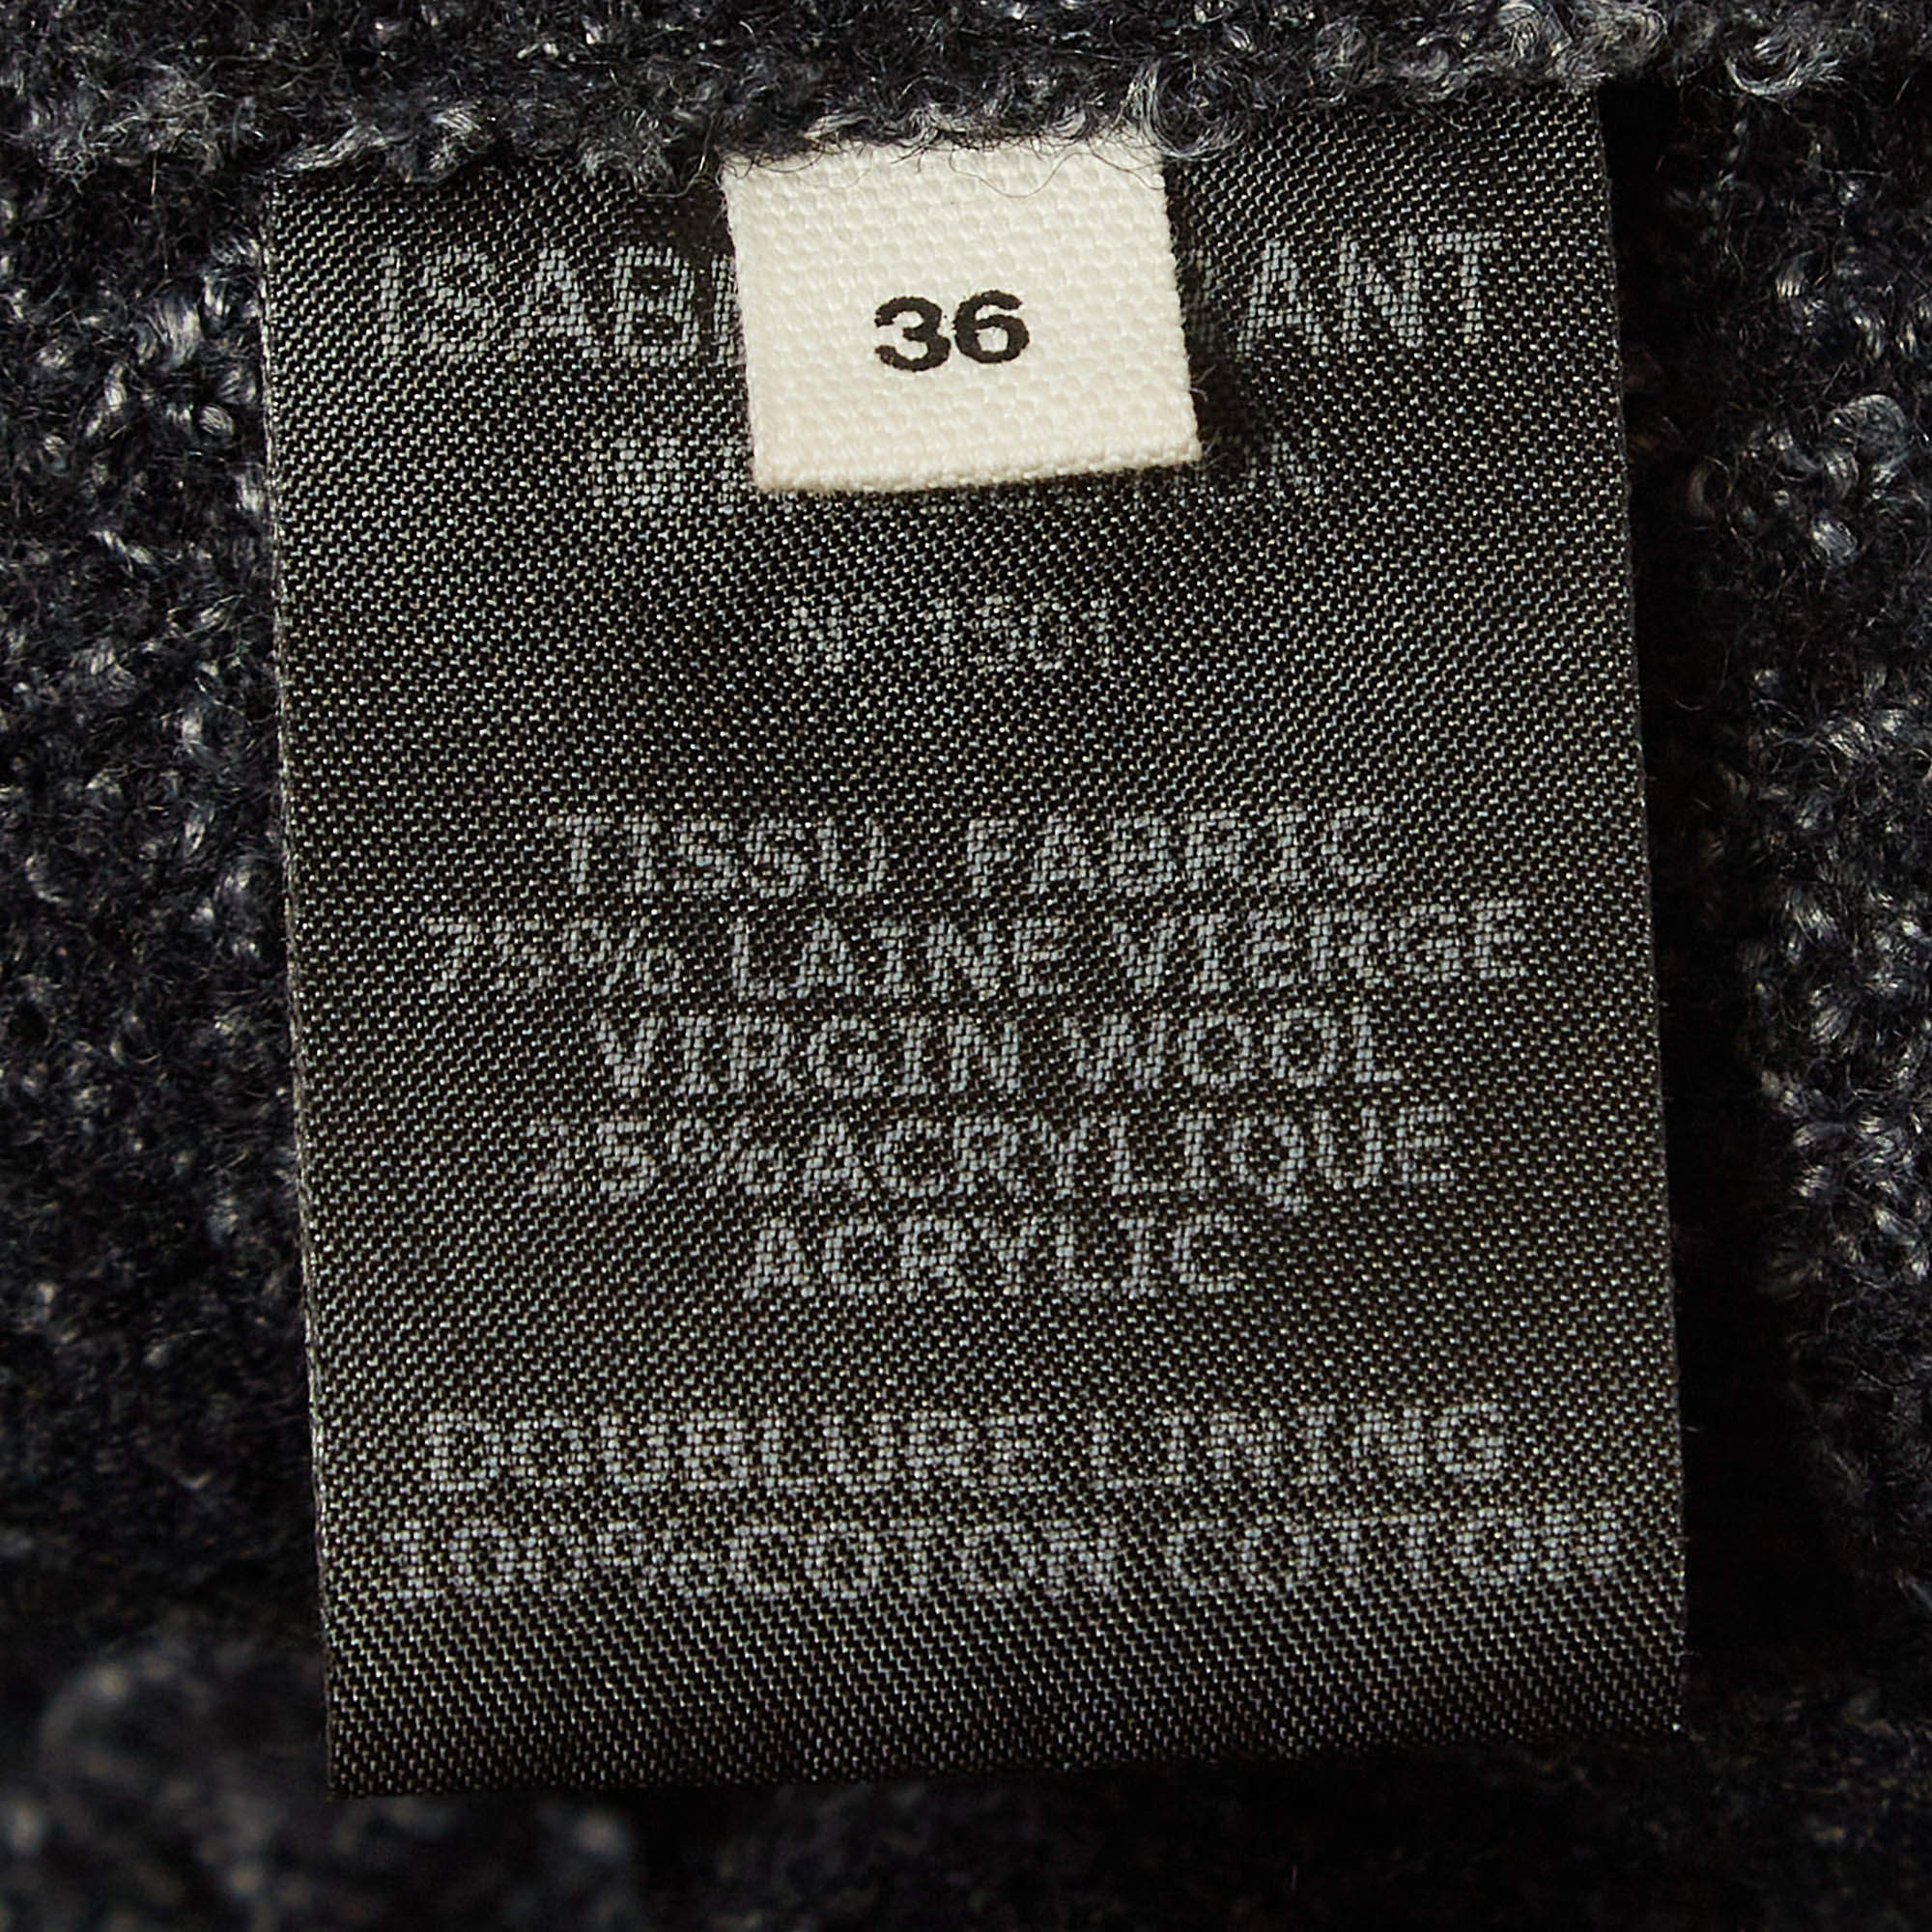 36
TISSU FABRIC
75% LAINE VIERGE
VIRGIN WOOL
25%ACRYLIQUE
ACRYLIC
DOUBLURE LINING
100%COTON COTTON